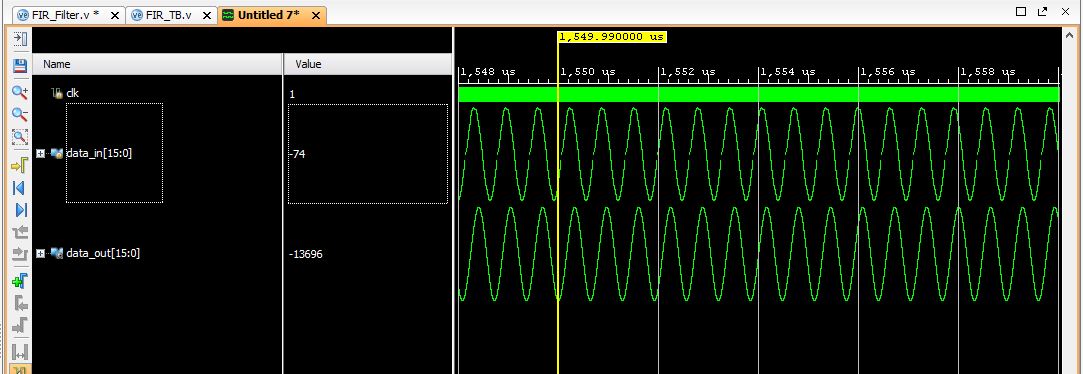 FIR_Filter.v * FIR_TB.v Untitled 7*
1,549.990000 us
Name Value
1,548 us 1,550 us 1,552 us 1,554 us 1,556 us 1,558 us
clk 1
data_in[15:0] -74
data_out[15:0] -13696